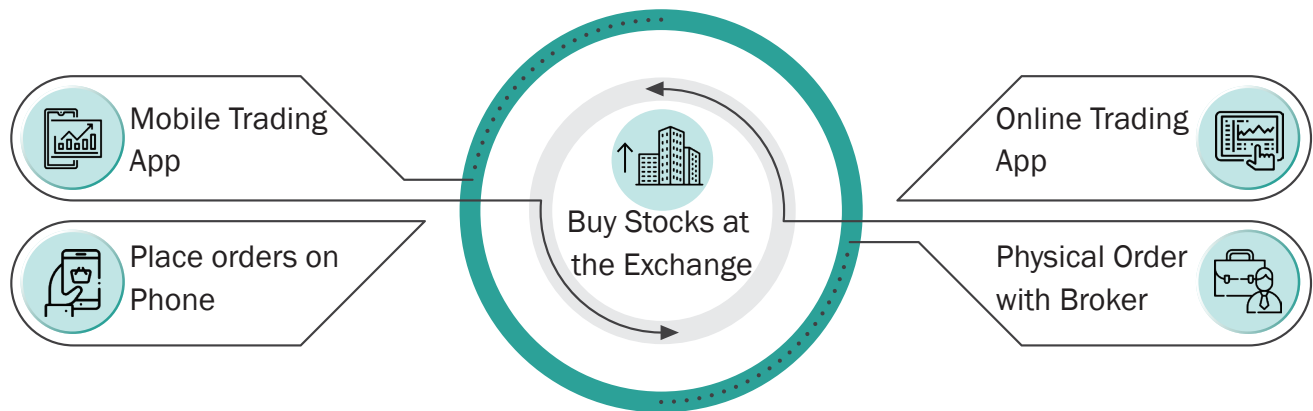 Mobile Trading
App
Place orders on
Phone
Buy Stocks at
the Exchange
Online Trading
App
Physical Order
with Broker